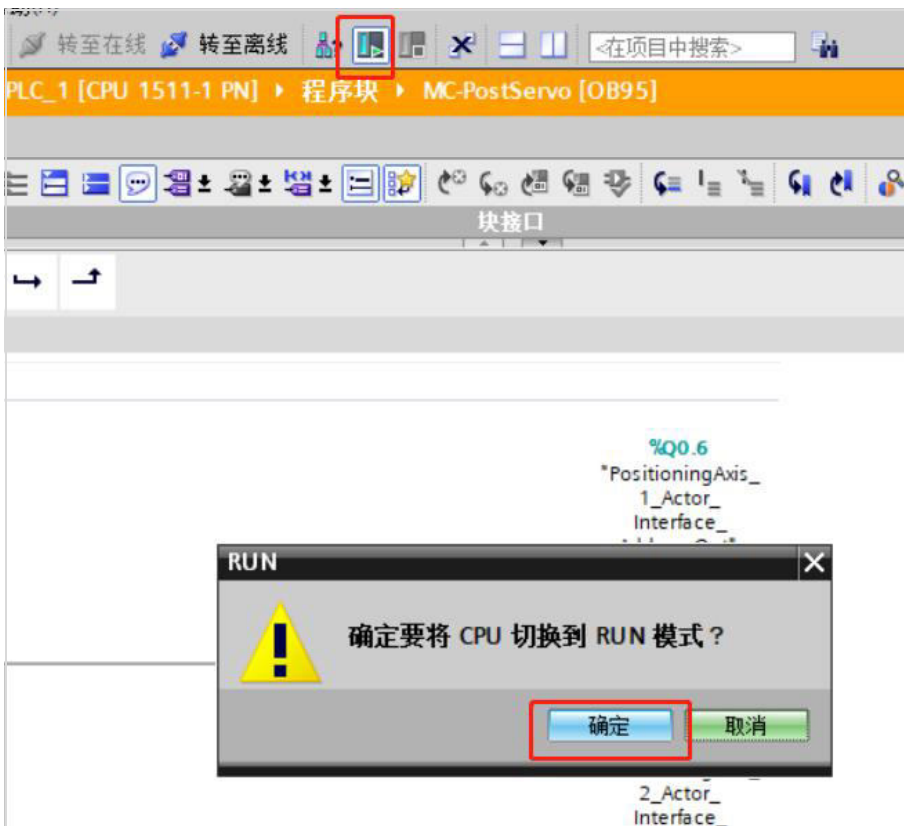 转至在线 转至离线 <在项目中搜索>
PLC_1 [CPU 1511-1 PN] 程序块 MC-PostServo [OB95]
块接口
%Q0.6
"PositioningAxis_
1_Actor_
Interface_
RUN
确定要将 CPU 切换到 RUN 模式？
确定 取消
2_Actor_
Interface_